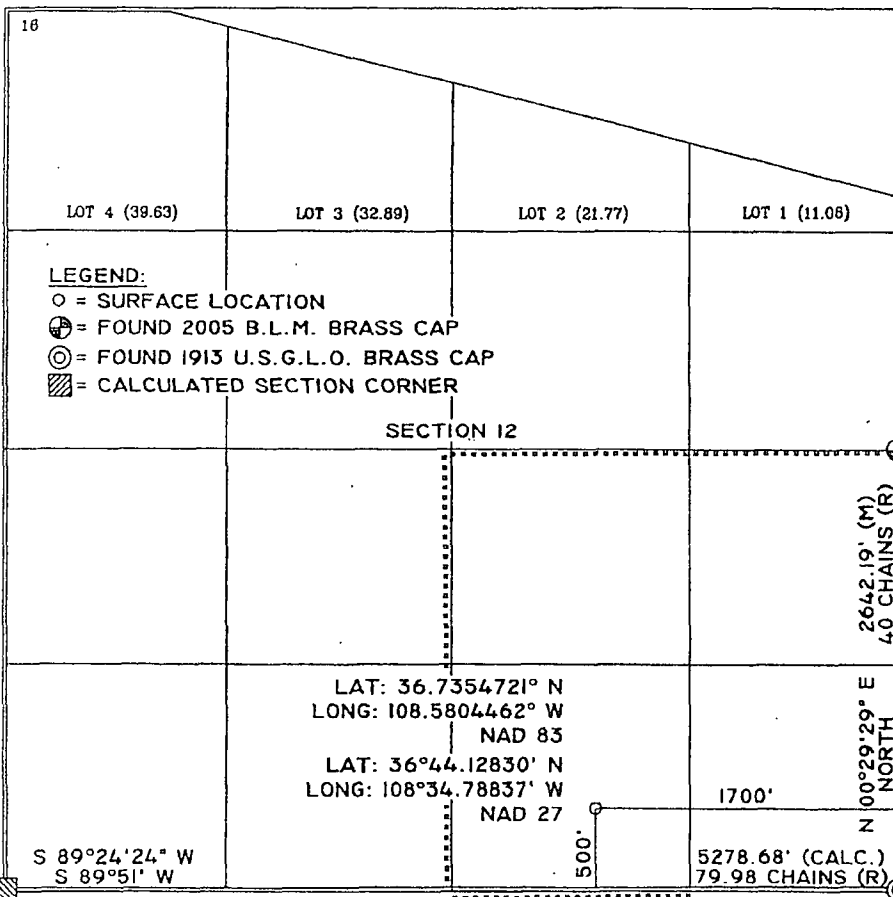 16
LOT 4 (39.63)
LOT 3 (32.89)
LOT 2 (21.77)
LOT 1 (11.06)
LEGEND:
= SURFACE LOCATION
= FOUND 2005 B.L.M. BRASS CAP
= FOUND 1913 U.S.G.L.O. BRASS CAP
= CALCULATED SECTION CORNER
SECTION 12
2642.19' (M)
40 CHAINS (R)
N 00°29'29" E
NORTH
LAT: 36.7354721° N
LONG: 108.5804462° W
NAD 83
LAT: 36°44.12830' N
LONG: 108°34.78837' W
NAD 27
1700'
500'
S 89°24'24" W
S 89°51' W
5278.68' (CALC.)
79.98 CHAINS (R)